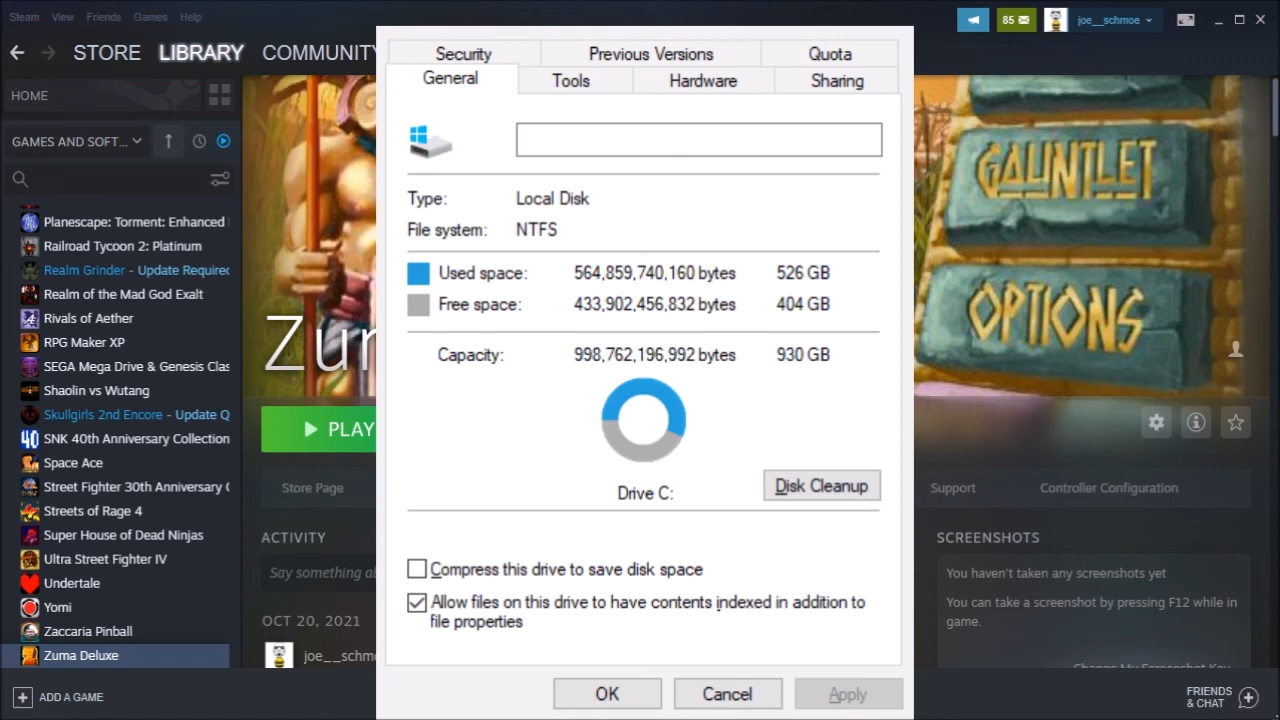 Steam View Friends Games Help
85
joe__schmoe
STORE LIBRARY COMMUNITY
HOME
GAMES AND SOFT...
Planescape: Torment: Enhanced
Railroad Tycoon 2: Platinum
Realm Grinder - Update Required
Realm of the Mad God Exalt
Rivals of Aether
RPG Maker XP
SEGA Mega Drive & Genesis Clas
Shaolin vs Wutang
Skullgirls 2nd Encore - Update Q
SNK 40th Anniversary Collection
Space Ace
Street Fighter 30th Anniversary C
Streets of Rage 4
Super House of Dead Ninjas
Ultra Street Fighter IV
Undertale
Yomi
Zaccaria Pinball
Zuma Deluxe
ADD A GAME
Zum
PLAY
Store Page
ACTIVITY
Say something a
OCT 20, 2021
joe__schm
Security Previous Versions Quota
General Tools Hardware Sharing
Type: Local Disk
File system: NTFS
Used space: 564,859,740,160 bytes 526 GB
Free space: 433,902,456,832 bytes 404 GB
Capacity: 998,762,196,992 bytes 930 GB
Drive C:
Disk Cleanup
Compress this drive to save disk space
Allow files on this drive to have contents indexed in addition to
file properties
OK Cancel Apply
GAUNTLET
OPTIONS
Support Controller Configuration
SCREENSHOTS
You haven't taken any screenshots yet
You can take a screenshot by pressing F12 while in
game.
Change My Screenshot Key
FRIENDS
& CHAT